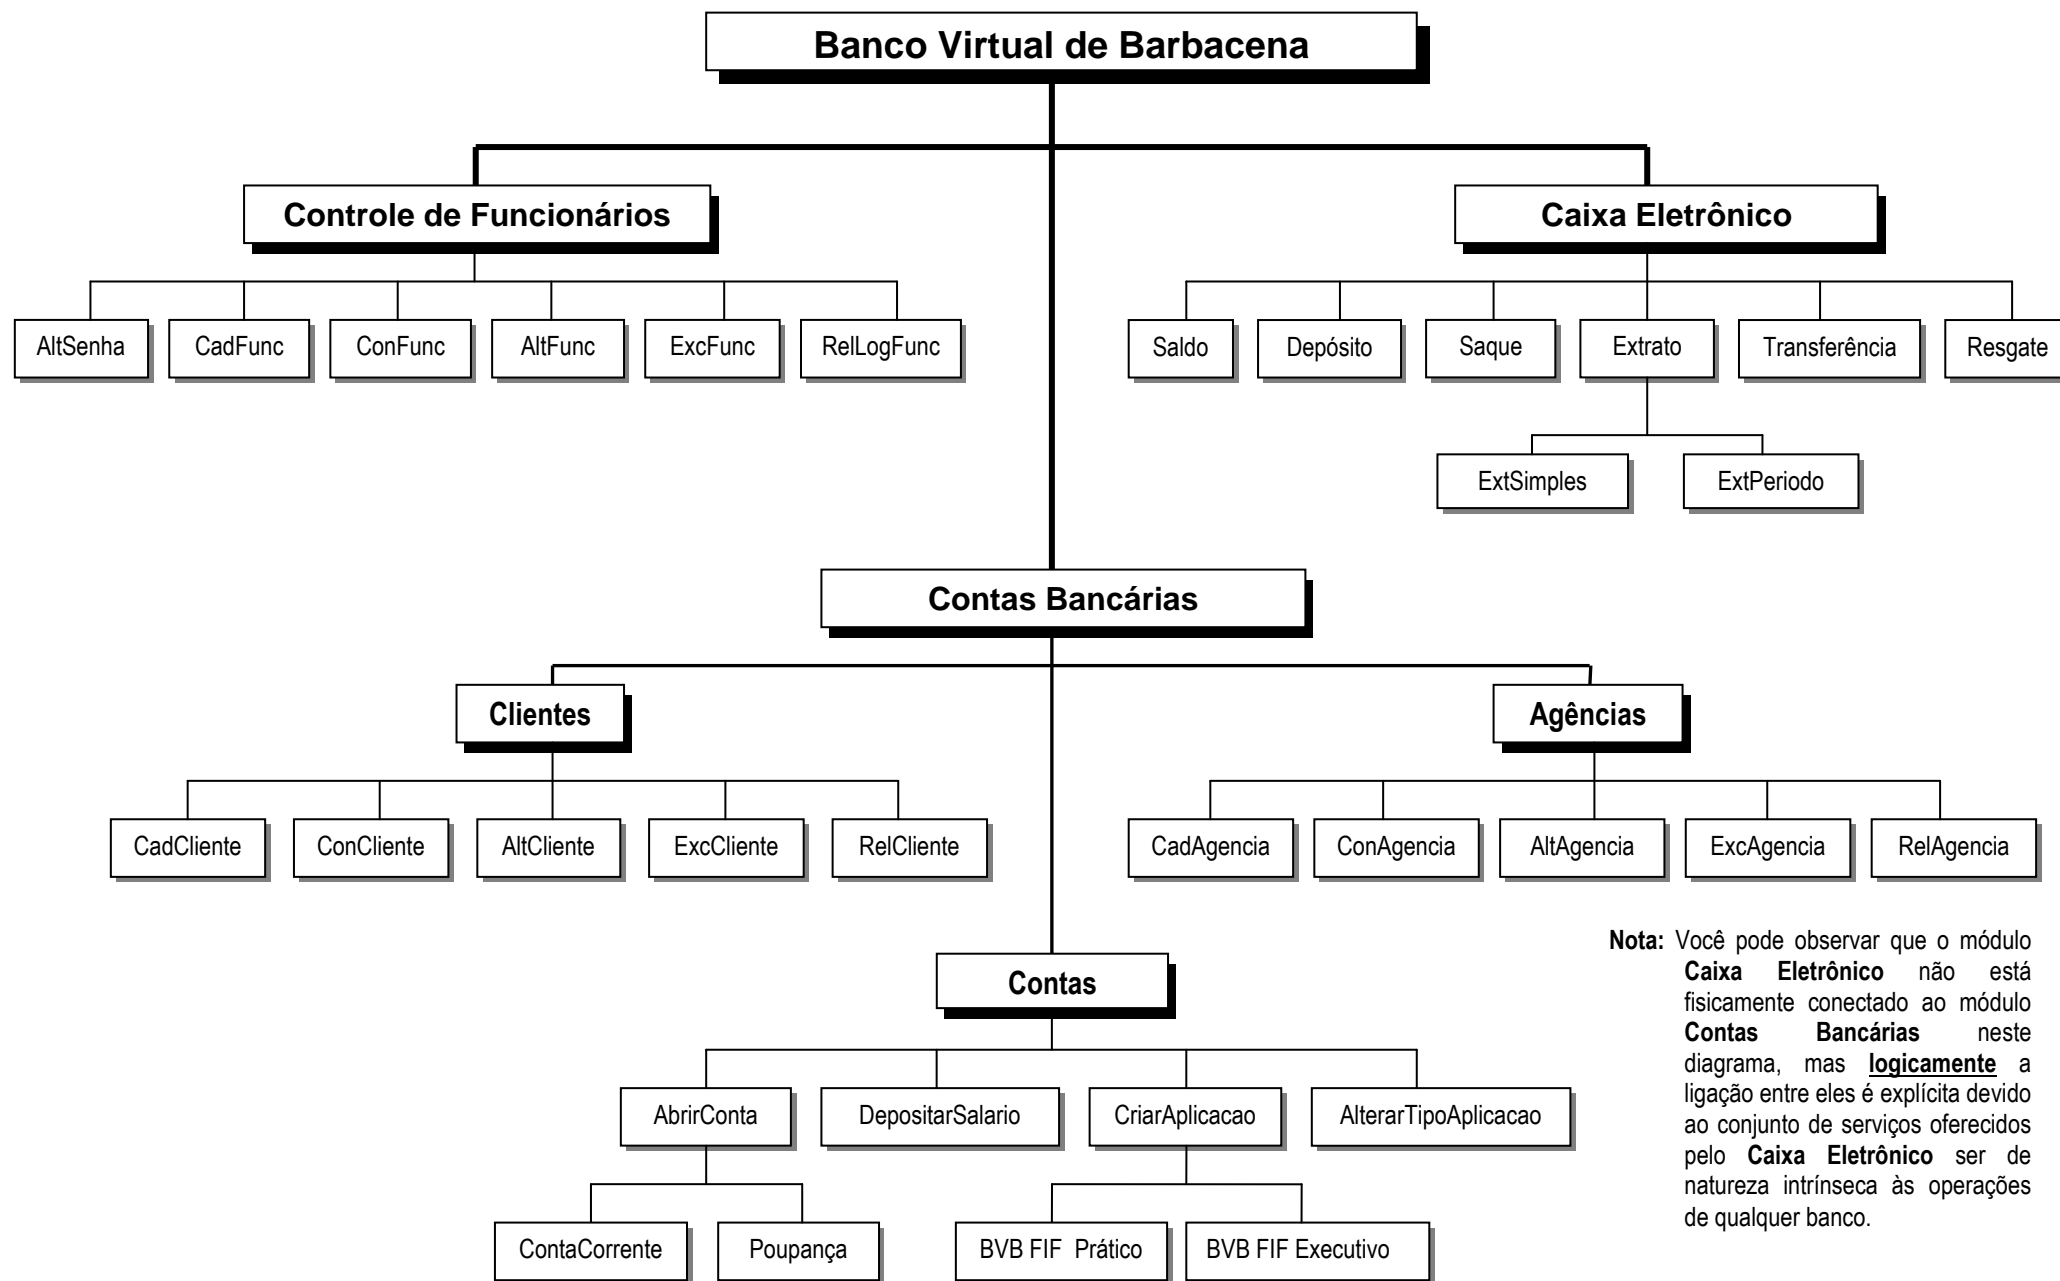 Banco Virtual de Barbacena
Controle de Funcionários
Caixa Eletrônico
AltSenha
CadFunc
ConFunc
AltFunc
ExcFunc
RelLogFunc
Saldo
Depósito
Saque
Extrato
Transferência
Resgate
ExtSimples
ExtPeriodo
Contas Bancárias
Clientes
Agências
CadCliente
ConCliente
AltCliente
ExcCliente
RelCliente
CadAgencia
ConAgencia
AltAgencia
ExcAgencia
RelAgencia
Contas
AbrirConta
DepositarSalario
CriarAplicacao
AlterarTipoAplicacao
ContaCorrente
Poupança
BVB FIF Prático
BVB FIF Executivo
Nota: Você pode observar que o módulo
Caixa Eletrônico não está
fisicamente conectado ao módulo
Contas Bancárias neste
diagrama, mas logicamente a
ligação entre eles é explícita devido
ao conjunto de serviços oferecidos
pelo Caixa Eletrônico ser de
natureza intrínseca às operações
de qualquer banco.